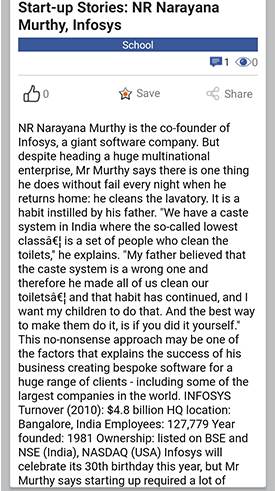 Start-up Stories: NR Narayana
Murthy, Infosys
School
1 0
0 Save Share
NR Narayana Murthy is the co-founder of
Infosys, a giant software company. But
despite heading a huge multinational
enterprise, Mr Murthy says there is one thing
he does without fail every night when he
returns home: he cleans the lavatory. It is a
habit instilled by his father. "We have a caste
system in India where the so-called lowest
classâ€¦ is a set of people who clean the
toilets," he explains. "My father believed that
the caste system is a wrong one and
therefore he made all of us clean our
toiletsâ€¦ and that habit has continued, and I
want my children to do that. And the best way
to make them do it, is if you did it yourself."
This no-nonsense approach may be one of
the factors that explains the success of his
business creating bespoke software for a
huge range of clients - including some of the
largest companies in the world. INFOSYS
Turnover (2010): $4.8 billion HQ location:
Bangalore, India Employees: 127,779 Year
founded: 1981 Ownership: listed on BSE and
NSE (India), NASDAQ (USA) Infosys will
celebrate its 30th birthday this year, but Mr
Murthy says starting up required a lot of